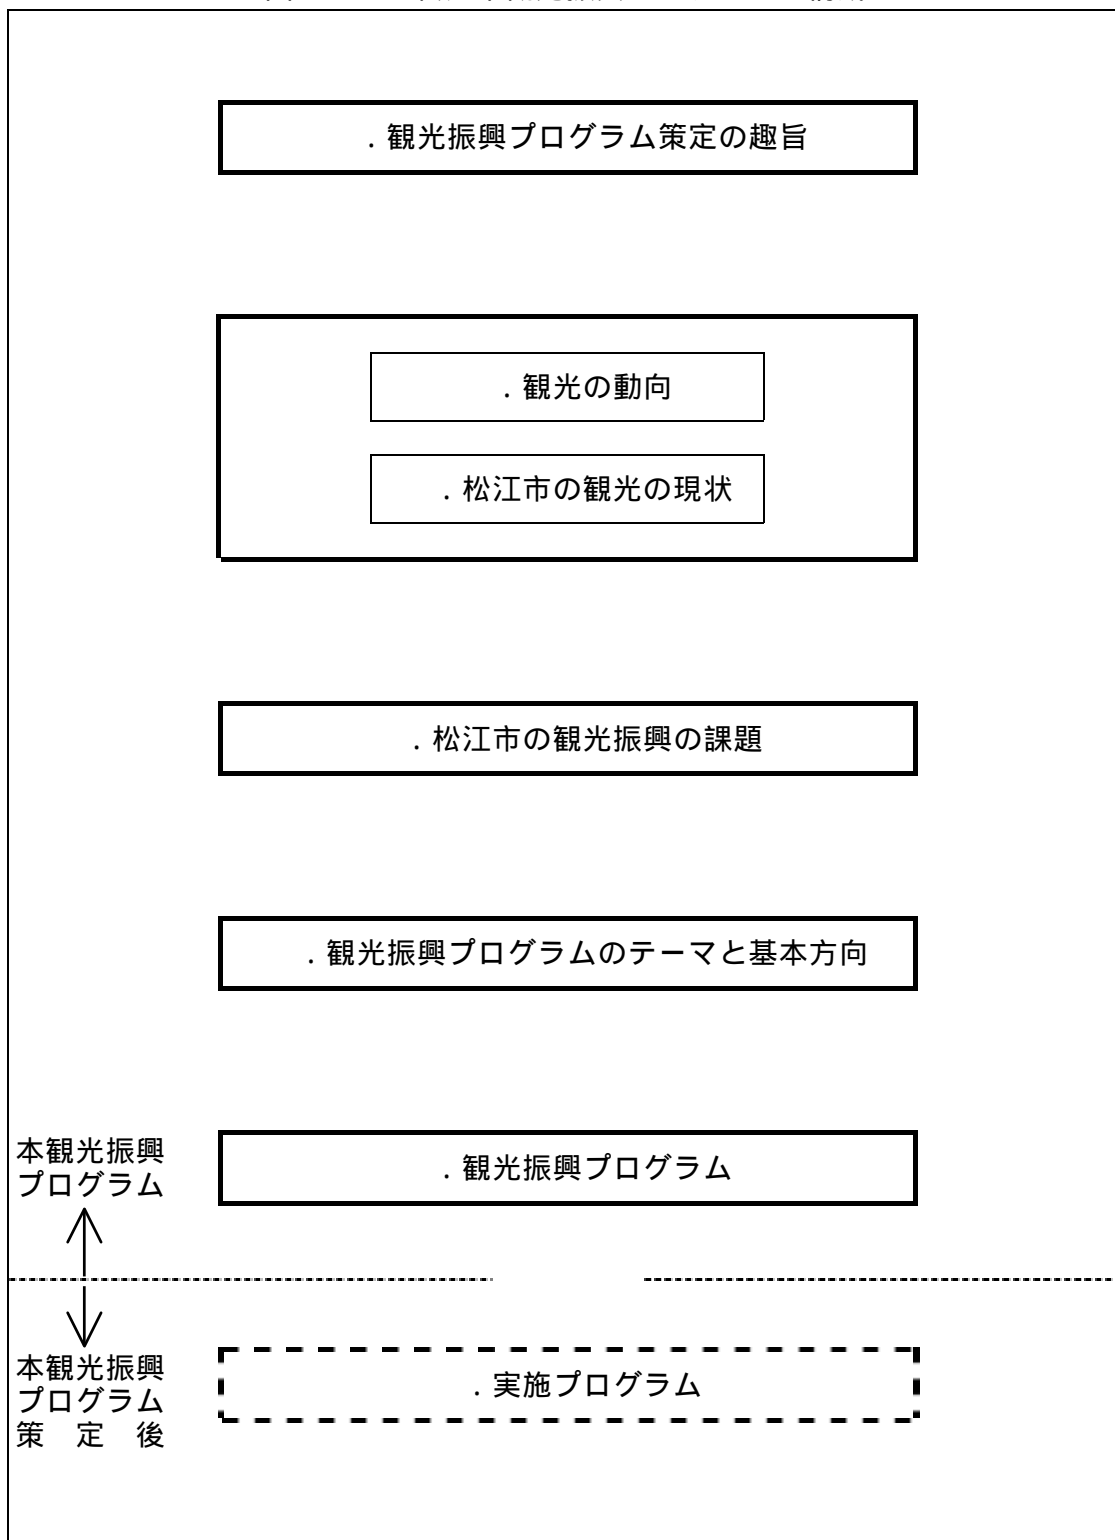 ．観光振興プログラム策定の趣旨
．観光の動向
．松江市の観光の現状
．松江市の観光振興の課題
．観光振興プログラムのテーマと基本方向
本観光振興
プログラム
．観光振興プログラム
本観光振興
プログラム
策　定　後
．実施プログラム